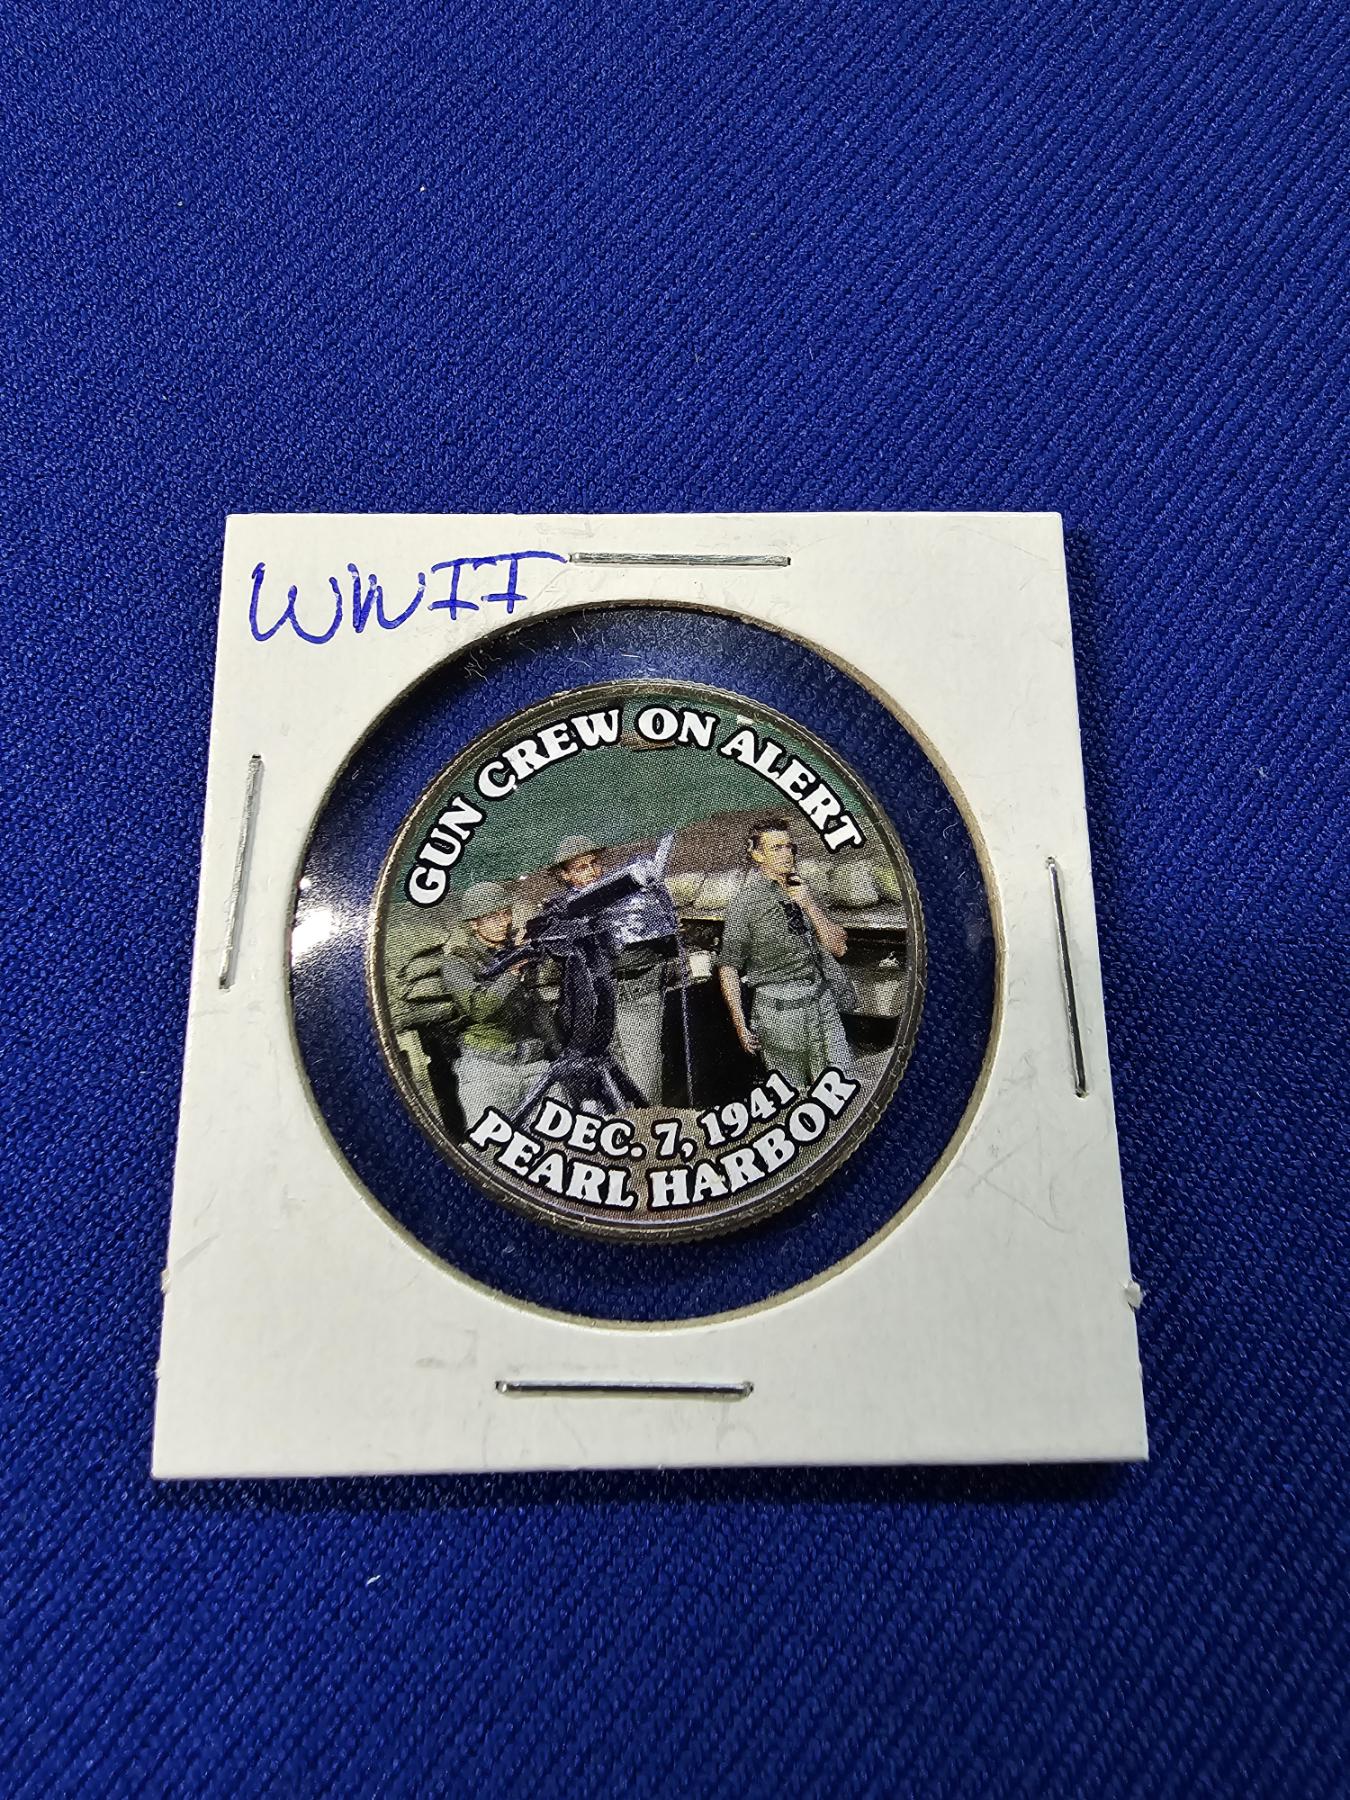 WWII
GUN CREW ON ALERT
DEC. 7, 1941
PEARL HARBOR